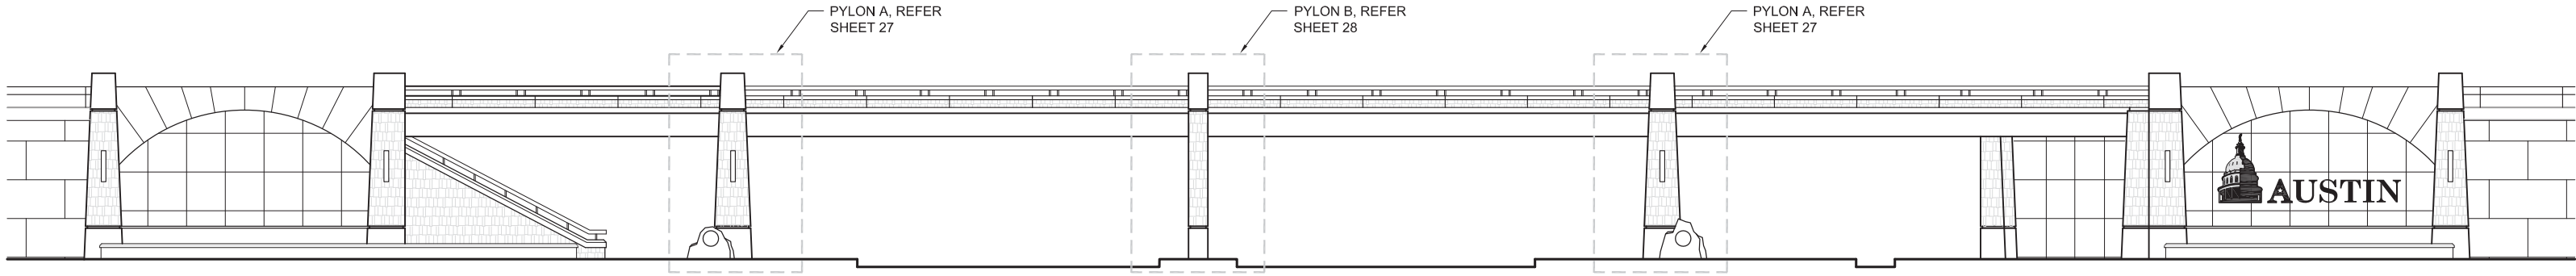 PYLON A, REFER
SHEET 27
PYLON B, REFER
SHEET 28
PYLON A, REFER
SHEET 27
AUSTIN